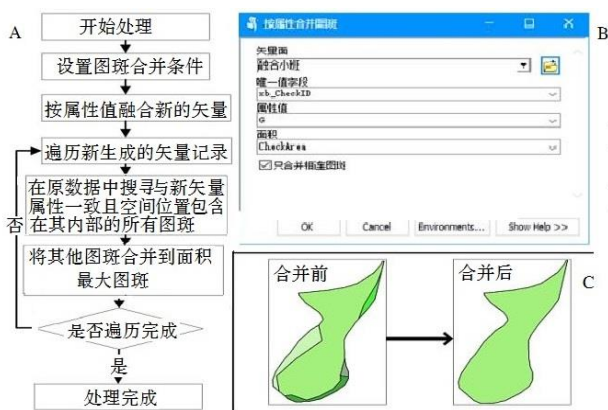 A
开始处理
设置图斑合并条件
按属性值融合新的矢量
遍历新生成的矢量记录
在原数据中搜寻与新矢量
属性一致且空间位置包含
在其内部的所有图斑
否
将其他图斑合并到面积
最大图斑
是否遍历完成
是
处理完成
B
按属性合并图斑
矢量面
融合小班
唯一值字段
xb_CheckID
属性值
G
面积
CheckArea
只合并相连图斑
OK
Cancel
Environments...
Show Help >>
C
合并前
合并后